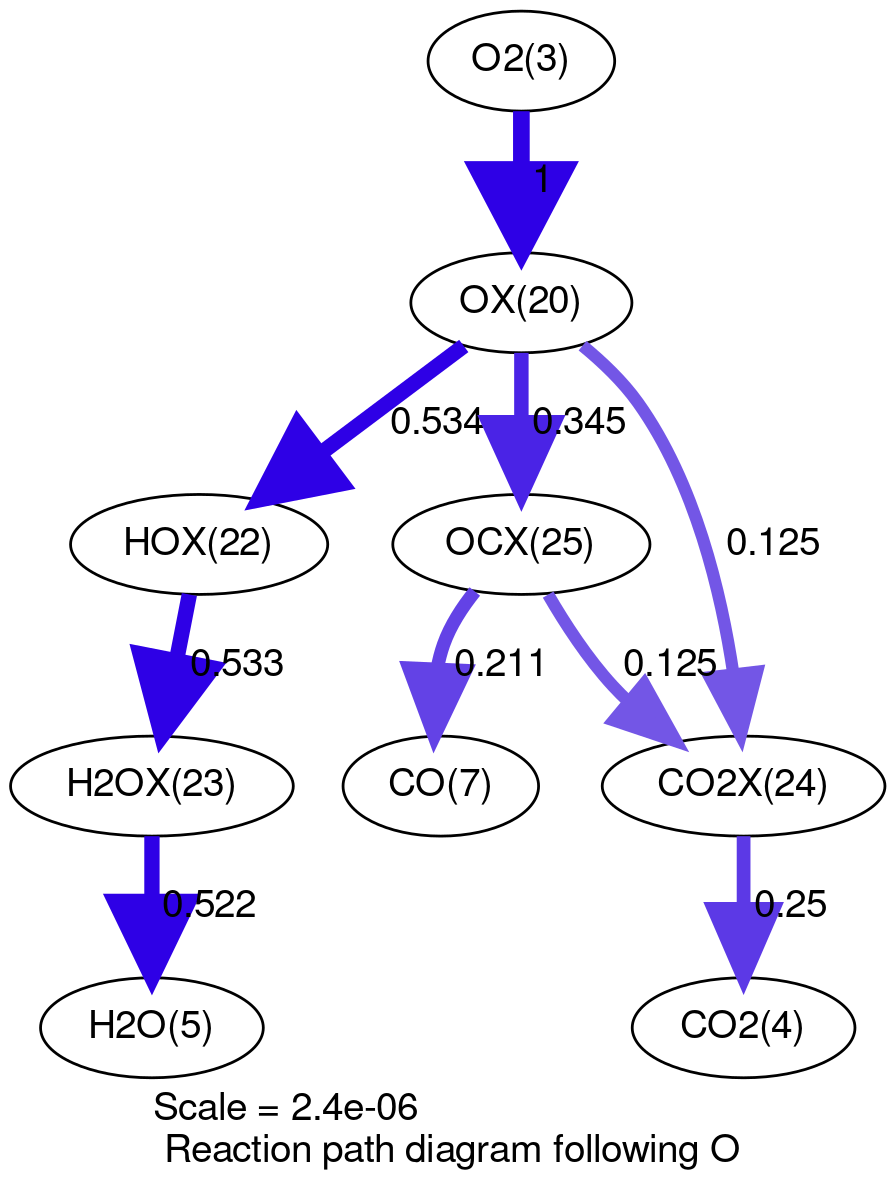 O2(3)
1
OX(20)
0.534
0.345
HOX(22)
OCX(25)
0.125
0.533
0.211
0.125
H2OX(23)
CO(7)
CO2X(24)
0.522
0.25
H2O(5)
CO2(4)
Scale = 2.4e-06
Reaction path diagram following O